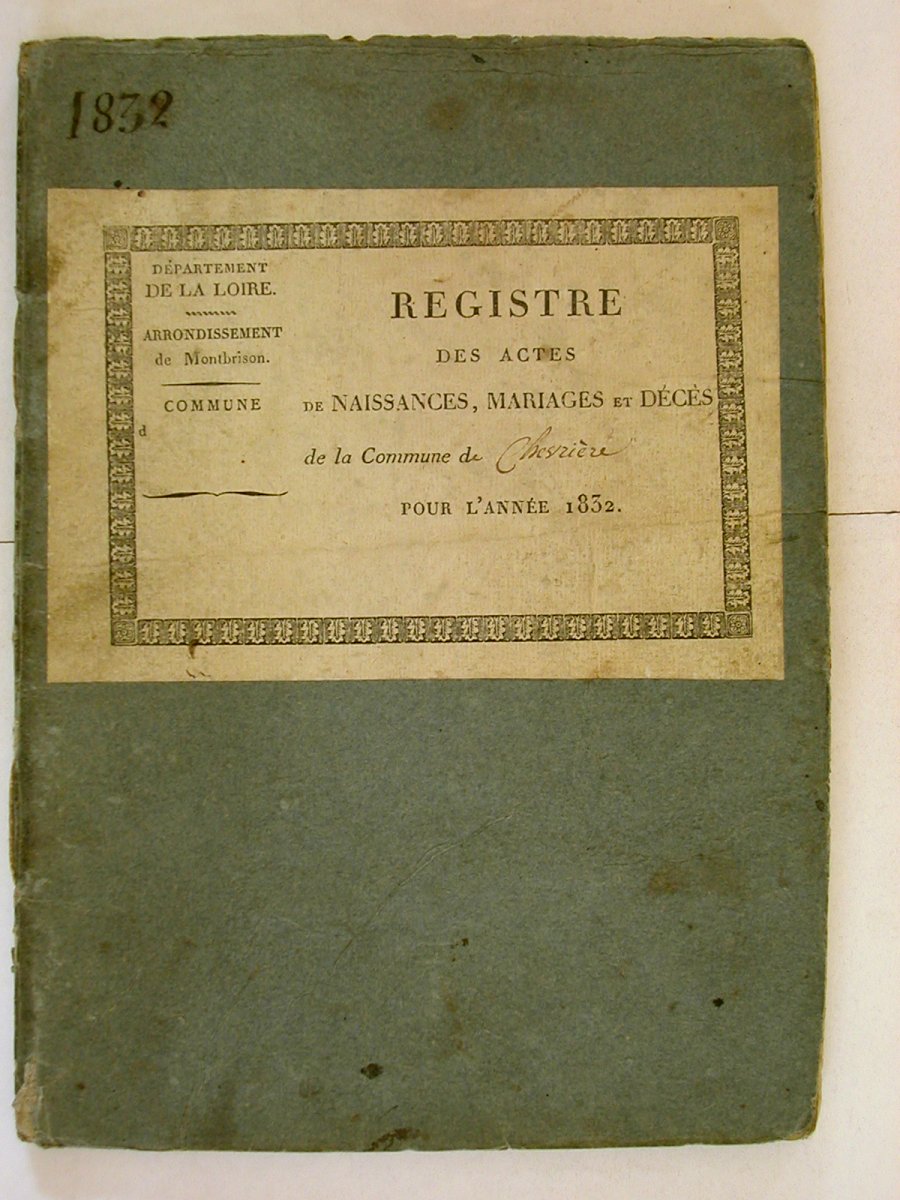 1832
DÉPARTEMENT
DE LA LOIRE.
ARRONDISSEMENT
de Montbrison.
COMMUNE
d
.
REGISTRE
DES ACTES
DE NAISSANCES, MARIAGES ET DÉCÈS
de la Commune de Chevrière
POUR L'ANNÉE 1832.